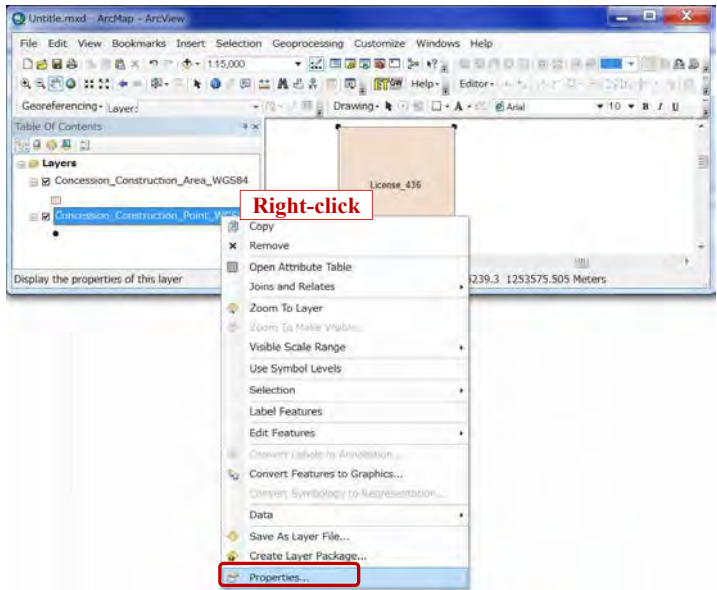 Untitle.mxd - ArcMap - ArcView
File Edit View Bookmarks Insert Selection Geoprocessing Customize Windows Help
1:15,000
Help Editor
Georeferencing Layer: Drawing A Arial 10 B I U
Table Of Contents
Layers
Concession_Construction_Area_WGS84
License_436
Right-click
Concession_Construction_Point_WGS
Copy
Remove
Open Attribute Table
Joins and Relates
Display the properties of this layer
239.3 1253575.505 Meters
Zoom To Layer
Zoom To Make Visible
Visible Scale Range
Use Symbol Levels
Selection
Label Features
Edit Features
Convert Labels to Annotation...
Convert Features to Graphics...
Convert Symbology to Representation...
Data
Save As Layer File...
Create Layer Package...
Properties...